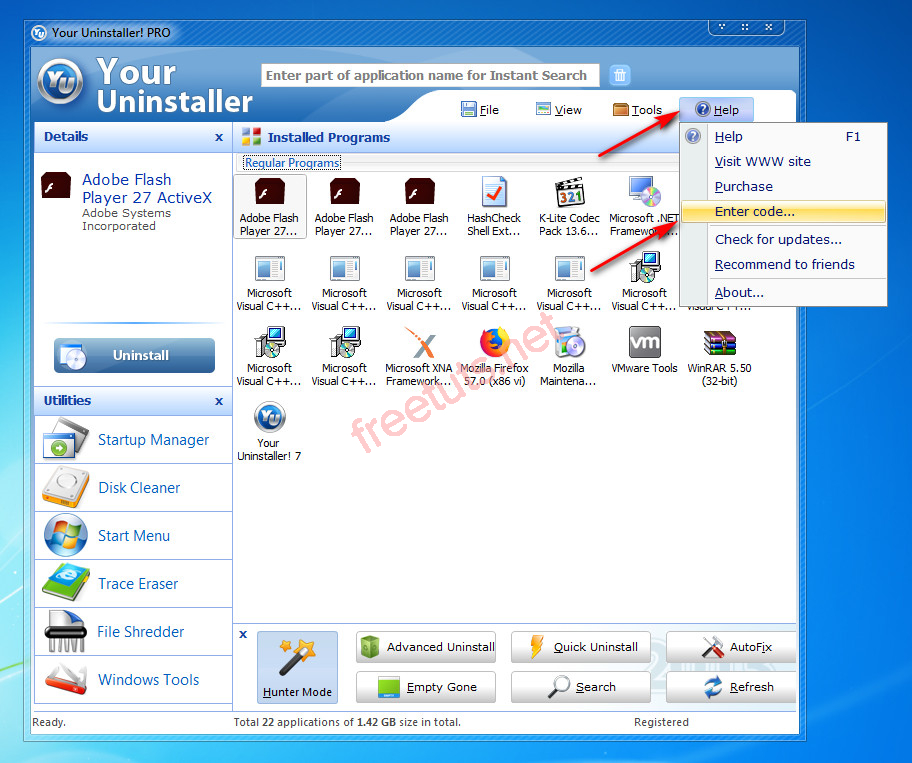 Your Uninstaller! PRO
Your
Uninstaller
Enter part of application name for Instant Search
File
View
Tools
Help
Details
x
Installed Programs
Help F1
Visit WWW site
Purchase
Enter code...
Check for updates...
Recommend to friends
About...
Regular Programs
Adobe Flash
Player 27 ActiveX
Adobe Systems
Incorporated
Uninstall
Adobe Flash
Player 27...
Adobe Flash
Player 27...
Adobe Flash
Player 27...
HashCheck
Shell Ext...
K-Lite Codec
Pack 13.6...
321
Microsoft .NET
Framework...
Microsoft
Visual C++...
Microsoft
Visual C++...
Microsoft
Visual C++...
Microsoft
Visual C++...
Microsoft
Visual C++...
Microsoft
Visual C++...
Visual C++...
Microsoft
Visual C++...
Microsoft
Visual C++...
Microsoft XNA
Framework...
Mozilla Firefox
57.0 (x86 vi)
Mozilla
Maintena...
vm
VMware Tools
WinRAR 5.50
(32-bit)
YU
Your
Uninstaller! 7
freetuts.net
Utilities
x
Startup Manager
Disk Cleaner
Start Menu
Trace Eraser
File Shredder
Windows Tools
x
Hunter Mode
Advanced Uninstall
Quick Uninstall
AutoFix
Empty Gone
Search
Refresh
Ready.
Total 22 applications of 1.42 GB size in total.
Registered